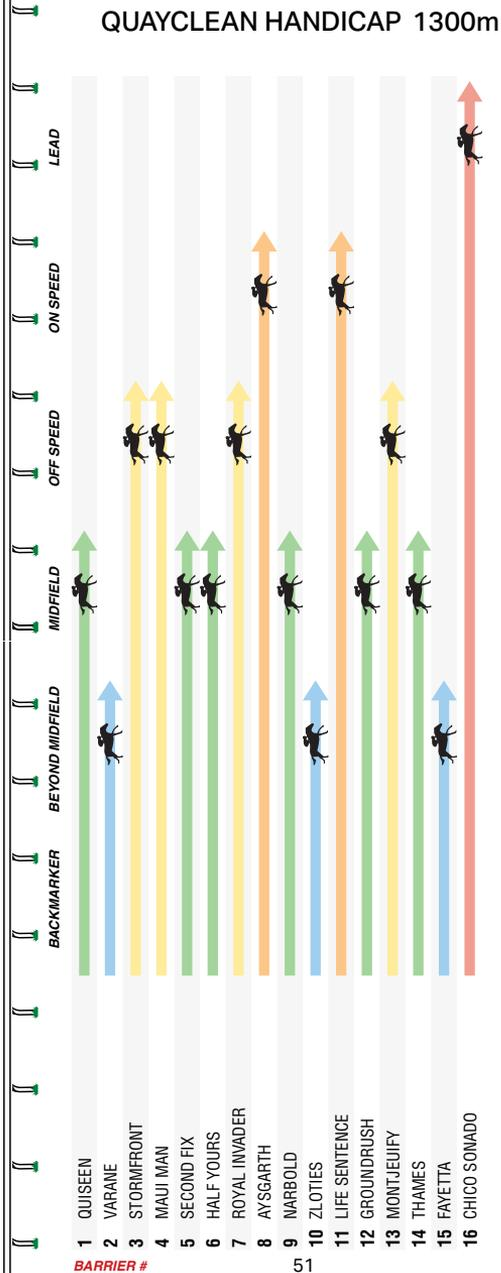 QUAYCLEAN HANDICAP 1300m
LEAD
ON SPEED
OFF SPEED
MIDFIELD
BEYOND MIDFIELD
BACKMARKER
1 QUISEEN
2 VARANE
3 STORMFRONT
4 MAUI MAN
5 SECOND FIX
6 HALF YOURS
7 ROYAL INVADER
8 AYSGARTH
9 NARBOLD
10 ZLOTIES
11 LIFE SENTENCE
12 GROUNDRUSH
13 MONTJEUIFY
14 THAMES
15 FAYETTA
16 CHICO SONADO
BARRIER #
51